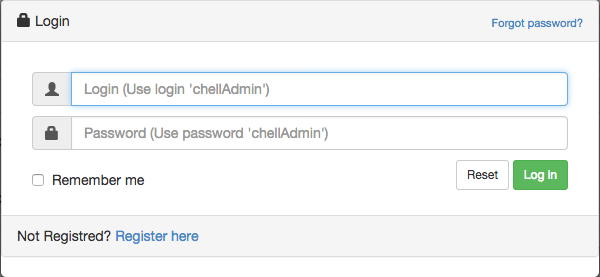 Login
Forgot password?
Login (Use login 'chellAdmin')
Password (Use password 'chellAdmin')
Remember me
Reset
Log In
Not Registred? Register here